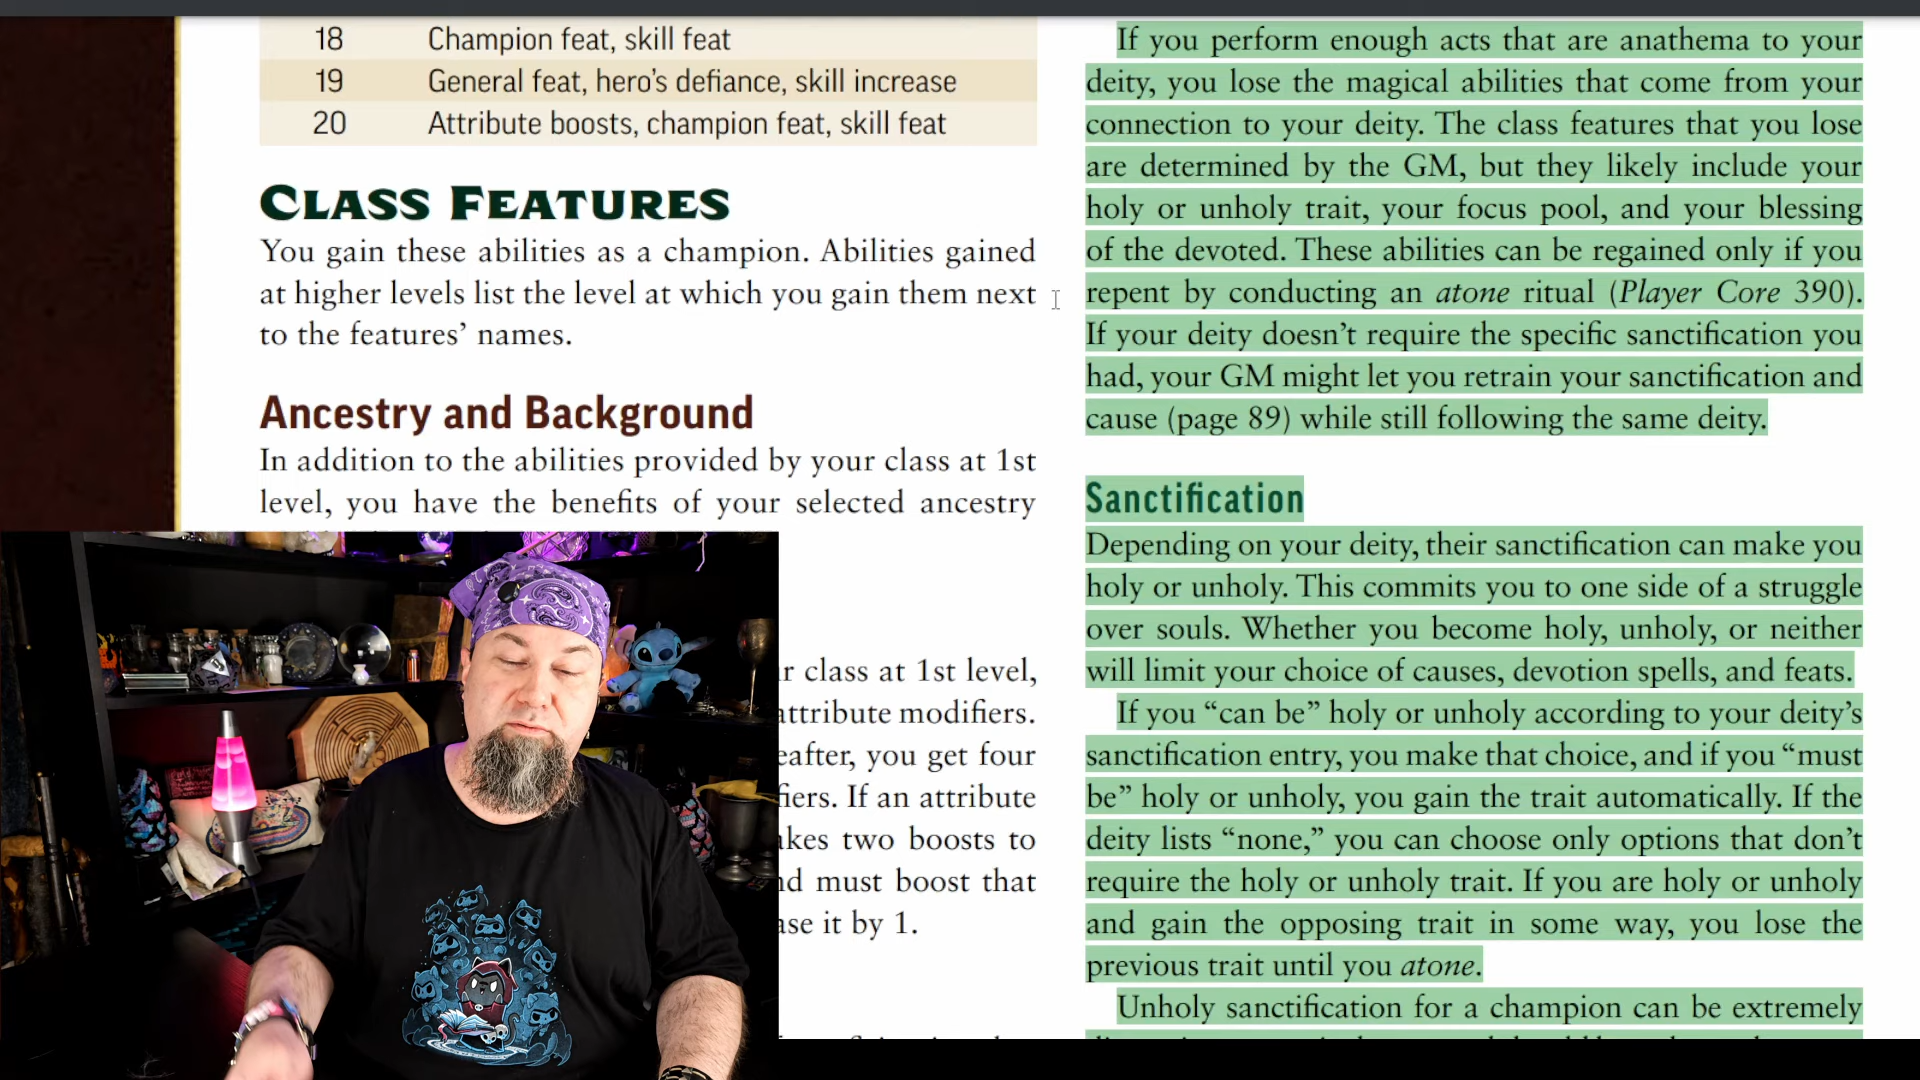 18 Champion feat, skill feat
19 General feat, hero's defiance, skill increase
20 Attribute boosts, champion feat, skill feat
CLASS FEATURES
You gain these abilities as a champion. Abilities gained
at higher levels list the level at which you gain them next
to the features' names.
Ancestry and Background
In addition to the abilities provided by your class at 1st
level, you have the benefits of your selected ancestry
class at 1st level,
attribute modifiers.
you get four
If an attribute
two boosts to
must boost that
it by 1.
If you perform enough acts that are anathema to your
deity, you lose the magical abilities that come from your
connection to your deity. The class features that you lose
are determined by the GM, but they likely include your
holy or unholy trait, your focus pool, and your blessing
of the devoted. These abilities can be regained only if you
repent by conducting an atone ritual (Player Core 390).
If your deity doesn't require the specific sanctification you
had, your GM might let you retrain your sanctification and
cause (page 89) while still following the same deity.
Sanctification
Depending on your deity, their sanctification can make you
holy or unholy. This commits you to one side of a struggle
over souls. Whether you become holy, unholy, or neither
will limit your choice of causes, devotion spells, and feats.
If you “can be” holy or unholy according to your deity's
sanctification entry, you make that choice, and if you “must
be” holy or unholy, you gain the trait automatically. If the
deity lists “none,” you can choose only options that don't
require the holy or unholy trait. If you are holy or unholy
and gain the opposing trait in some way, you lose the
previous trait until you atone.
Unholy sanctification for a champion can be extremely